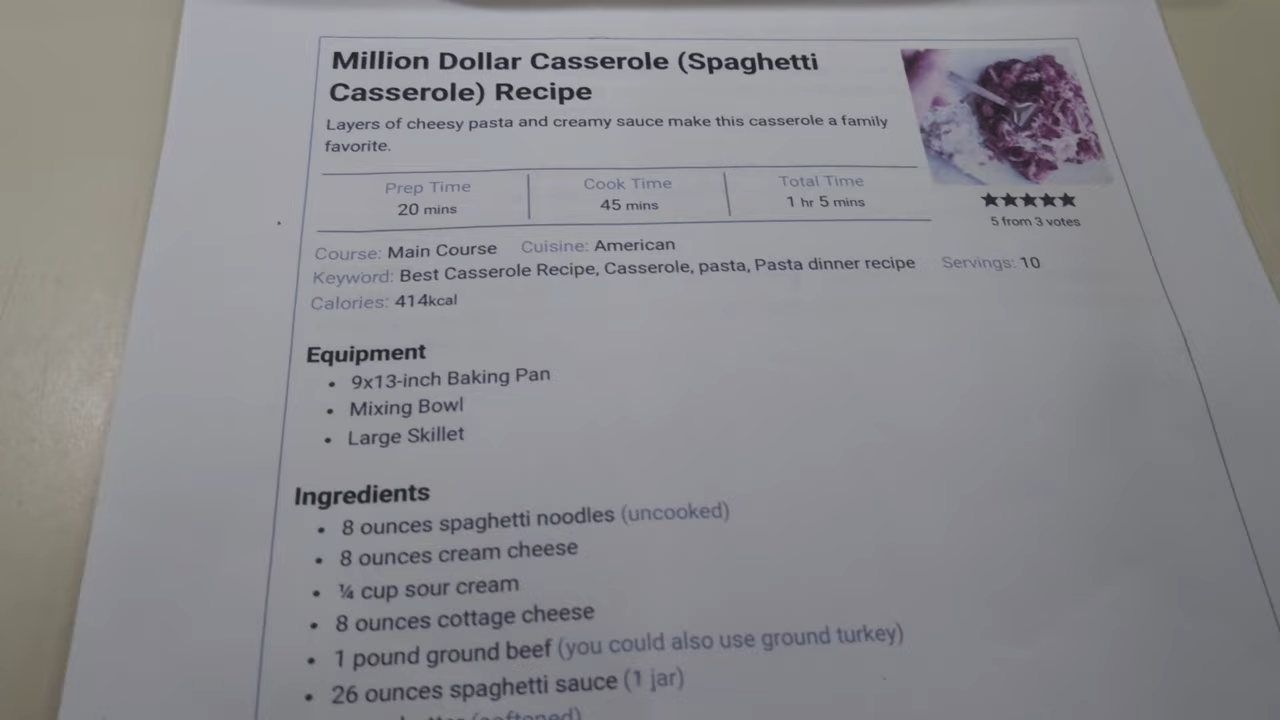 Million Dollar Casserole (Spaghetti
Casserole) Recipe
Layers of cheesy pasta and creamy sauce make this casserole a family
favorite.
Prep Time
20 mins
Cook Time
45 mins
Total Time
1 hr 5 mins
5 from 3 votes
Course: Main Course Cuisine: American
Keyword: Best Casserole Recipe, Casserole, pasta, Pasta dinner recipe Servings: 10
Calories: 414kcal
Equipment
• 9x13-inch Baking Pan
• Mixing Bowl
• Large Skillet
Ingredients
• 8 ounces spaghetti noodles (uncooked)
• 8 ounces cream cheese
• ¼ cup sour cream
• 8 ounces cottage cheese
• 1 pound ground beef (you could also use ground turkey)
• 26 ounces spaghetti sauce (1 jar)
butter (softened)